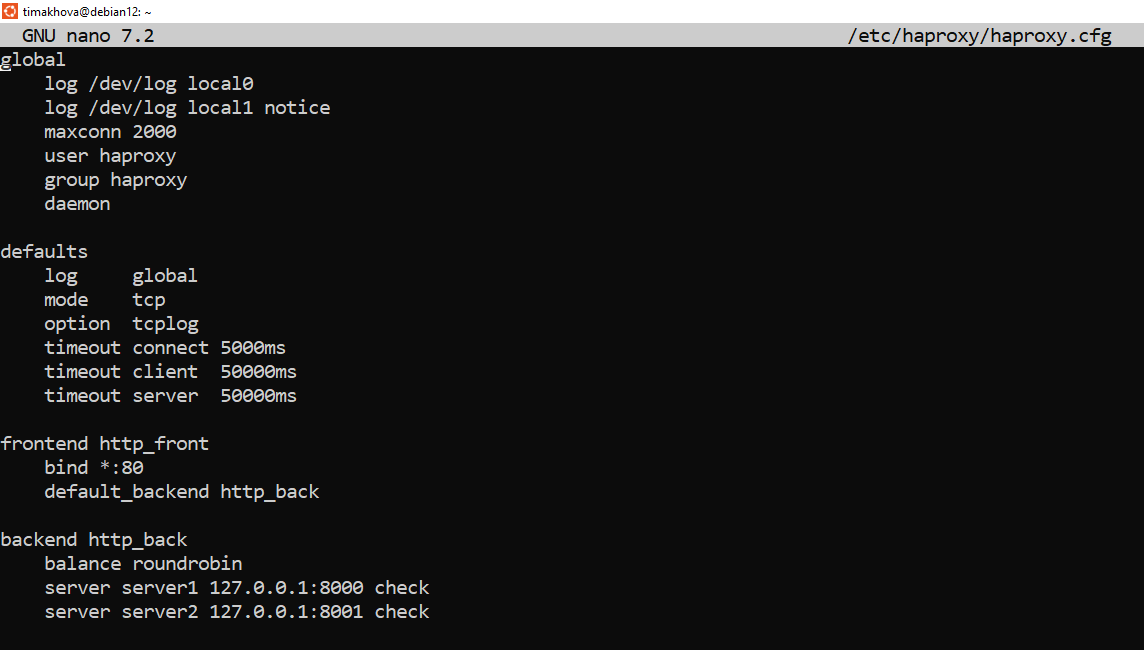 timakhova@debian12: ~
GNU nano 7.2 /etc/haproxy/haproxy.cfg
global
    log /dev/log local0
    log /dev/log local1 notice
    maxconn 2000
    user haproxy
    group haproxy
    daemon

defaults
    log     global
    mode    tcp
    option  tcplog
    timeout connect 5000ms
    timeout client  50000ms
    timeout server  50000ms

frontend http_front
    bind *:80
    default_backend http_back

backend http_back
    balance roundrobin
    server server1 127.0.0.1:8000 check
    server server2 127.0.0.1:8001 check